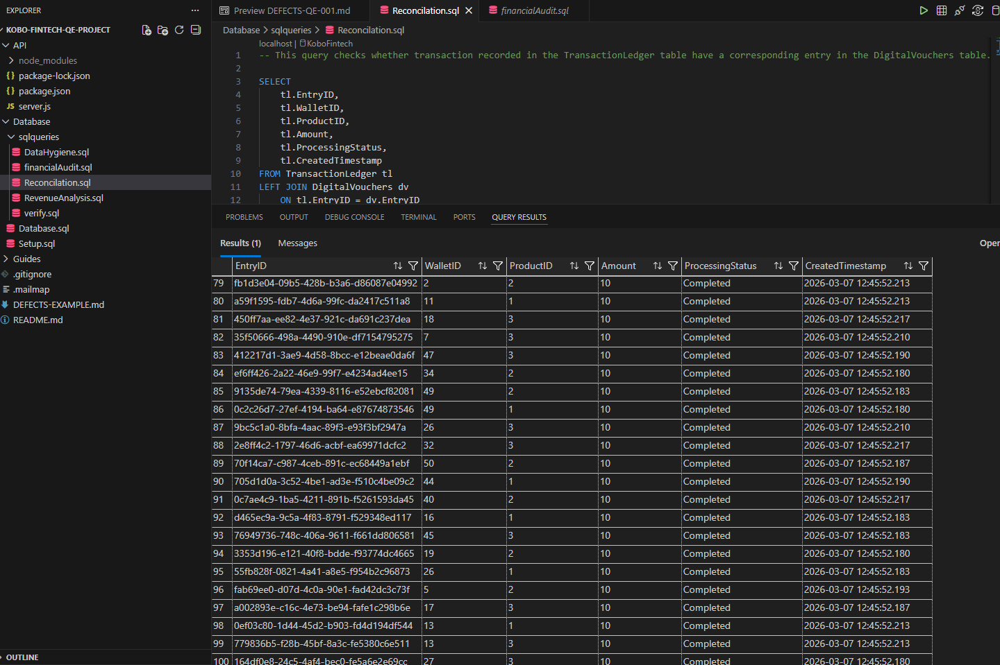 EXPLORER
KOBO-FINTECH-QE-PROJECT
API
node_modules
package-lock.json
package.json
server.js
Database
sqlqueries
DataHygiene.sql
financialAudit.sql
Reconcilation.sql
RevenueAnalysis.sql
verify.sql
Database.sql
Setup.sql
Guides
.gitignore
.mailmap
DEFECTS-EXAMPLE.md
README.md
OUTLINE
Preview DEFECTS-QE-001.md
Reconcilation.sql
financialAudit.sql
Database > sqlqueries > Reconcilation.sql
localhost | KoboFintech
1 -- This query checks whether transaction recorded in the TransactionLedger table have a corresponding entry in the DigitalVouchers table.
2
3 SELECT
4 tl.EntryID,
5 tl.WalletID,
6 tl.ProductID,
7 tl.Amount,
8 tl.ProcessingStatus,
9 tl.CreatedTimestamp
10 FROM TransactionLedger tl
11 LEFT JOIN DigitalVouchers dv
12 ON tl.EntryID = dv.EntryID
PROBLEMS OUTPUT DEBUG CONSOLE TERMINAL PORTS QUERY RESULTS
Results (1) Messages Oper
EntryID WalletID ProductID Amount ProcessingStatus CreatedTimestamp
79 fb1d3e04-09b5-428b-b3a6-d86087e04992 2 2 10 Completed 2026-03-07 12:45:52.213
80 a59f1595-fdb7-4d6a-99fc-da2417c511a8 11 1 10 Completed 2026-03-07 12:45:52.213
81 450ff7aa-ee82-4e37-921c-da691c237dea 18 3 10 Completed 2026-03-07 12:45:52.217
82 35f50666-498a-4490-910e-df7154795275 7 3 10 Completed 2026-03-07 12:45:52.210
83 412217d1-3ae9-4d58-8bcc-e12beae0da6f 47 3 10 Completed 2026-03-07 12:45:52.190
84 ef6ff426-2a22-46e9-99f7-e4234ad4ee15 34 2 10 Completed 2026-03-07 12:45:52.180
85 9135de74-79ea-4339-8116-e52ebcf82081 49 2 10 Completed 2026-03-07 12:45:52.183
86 0c2c26d7-27ef-4194-ba64-e87674873546 49 1 10 Completed 2026-03-07 12:45:52.180
87 9bc5c1a0-8bfa-4aac-89f3-e93f3bf2947a 26 3 10 Completed 2026-03-07 12:45:52.210
88 2e8ff4c2-1797-46d6-acbf-ea69971dcfc2 32 3 10 Completed 2026-03-07 12:45:52.217
89 70f14ca7-c987-4ceb-891c-ec68449a1ebf 50 2 10 Completed 2026-03-07 12:45:52.187
90 705d1d0a-3c52-4be1-ad3e-f510c4be09c2 44 1 10 Completed 2026-03-07 12:45:52.190
91 0c7ae4c9-1ba5-4211-891b-f5261593da45 40 2 10 Completed 2026-03-07 12:45:52.217
92 d465ec9a-9c5a-4f83-8791-f529348ed117 16 1 10 Completed 2026-03-07 12:45:52.183
93 76949736-748c-406a-9611-f661dd806581 45 3 10 Completed 2026-03-07 12:45:52.183
94 3353d196-e121-40f8-bdde-f93774dc4665 19 2 10 Completed 2026-03-07 12:45:52.180
95 55fb828f-0821-4a41-a8e5-f954b2c96873 26 1 10 Completed 2026-03-07 12:45:52.183
96 fab69ee0-d07d-4c0a-90e1-fad42dc3c73f 5 2 10 Completed 2026-03-07 12:45:52.193
97 a002893e-c16c-4e73-be94-fafe1c298b6e 17 3 10 Completed 2026-03-07 12:45:52.187
98 0ef03c80-1d44-45d2-b903-fd4d194df544 13 1 10 Completed 2026-03-07 12:45:52.213
99 779836b5-f28b-45bf-8a3c-fe5380c6e511 13 3 10 Completed 2026-03-07 12:45:52.213
100 164df0e8-24c5-4af4-bec0-fe5a6e2e69cc 27 3 10 Completed 2026-03-07 12:45:52.180